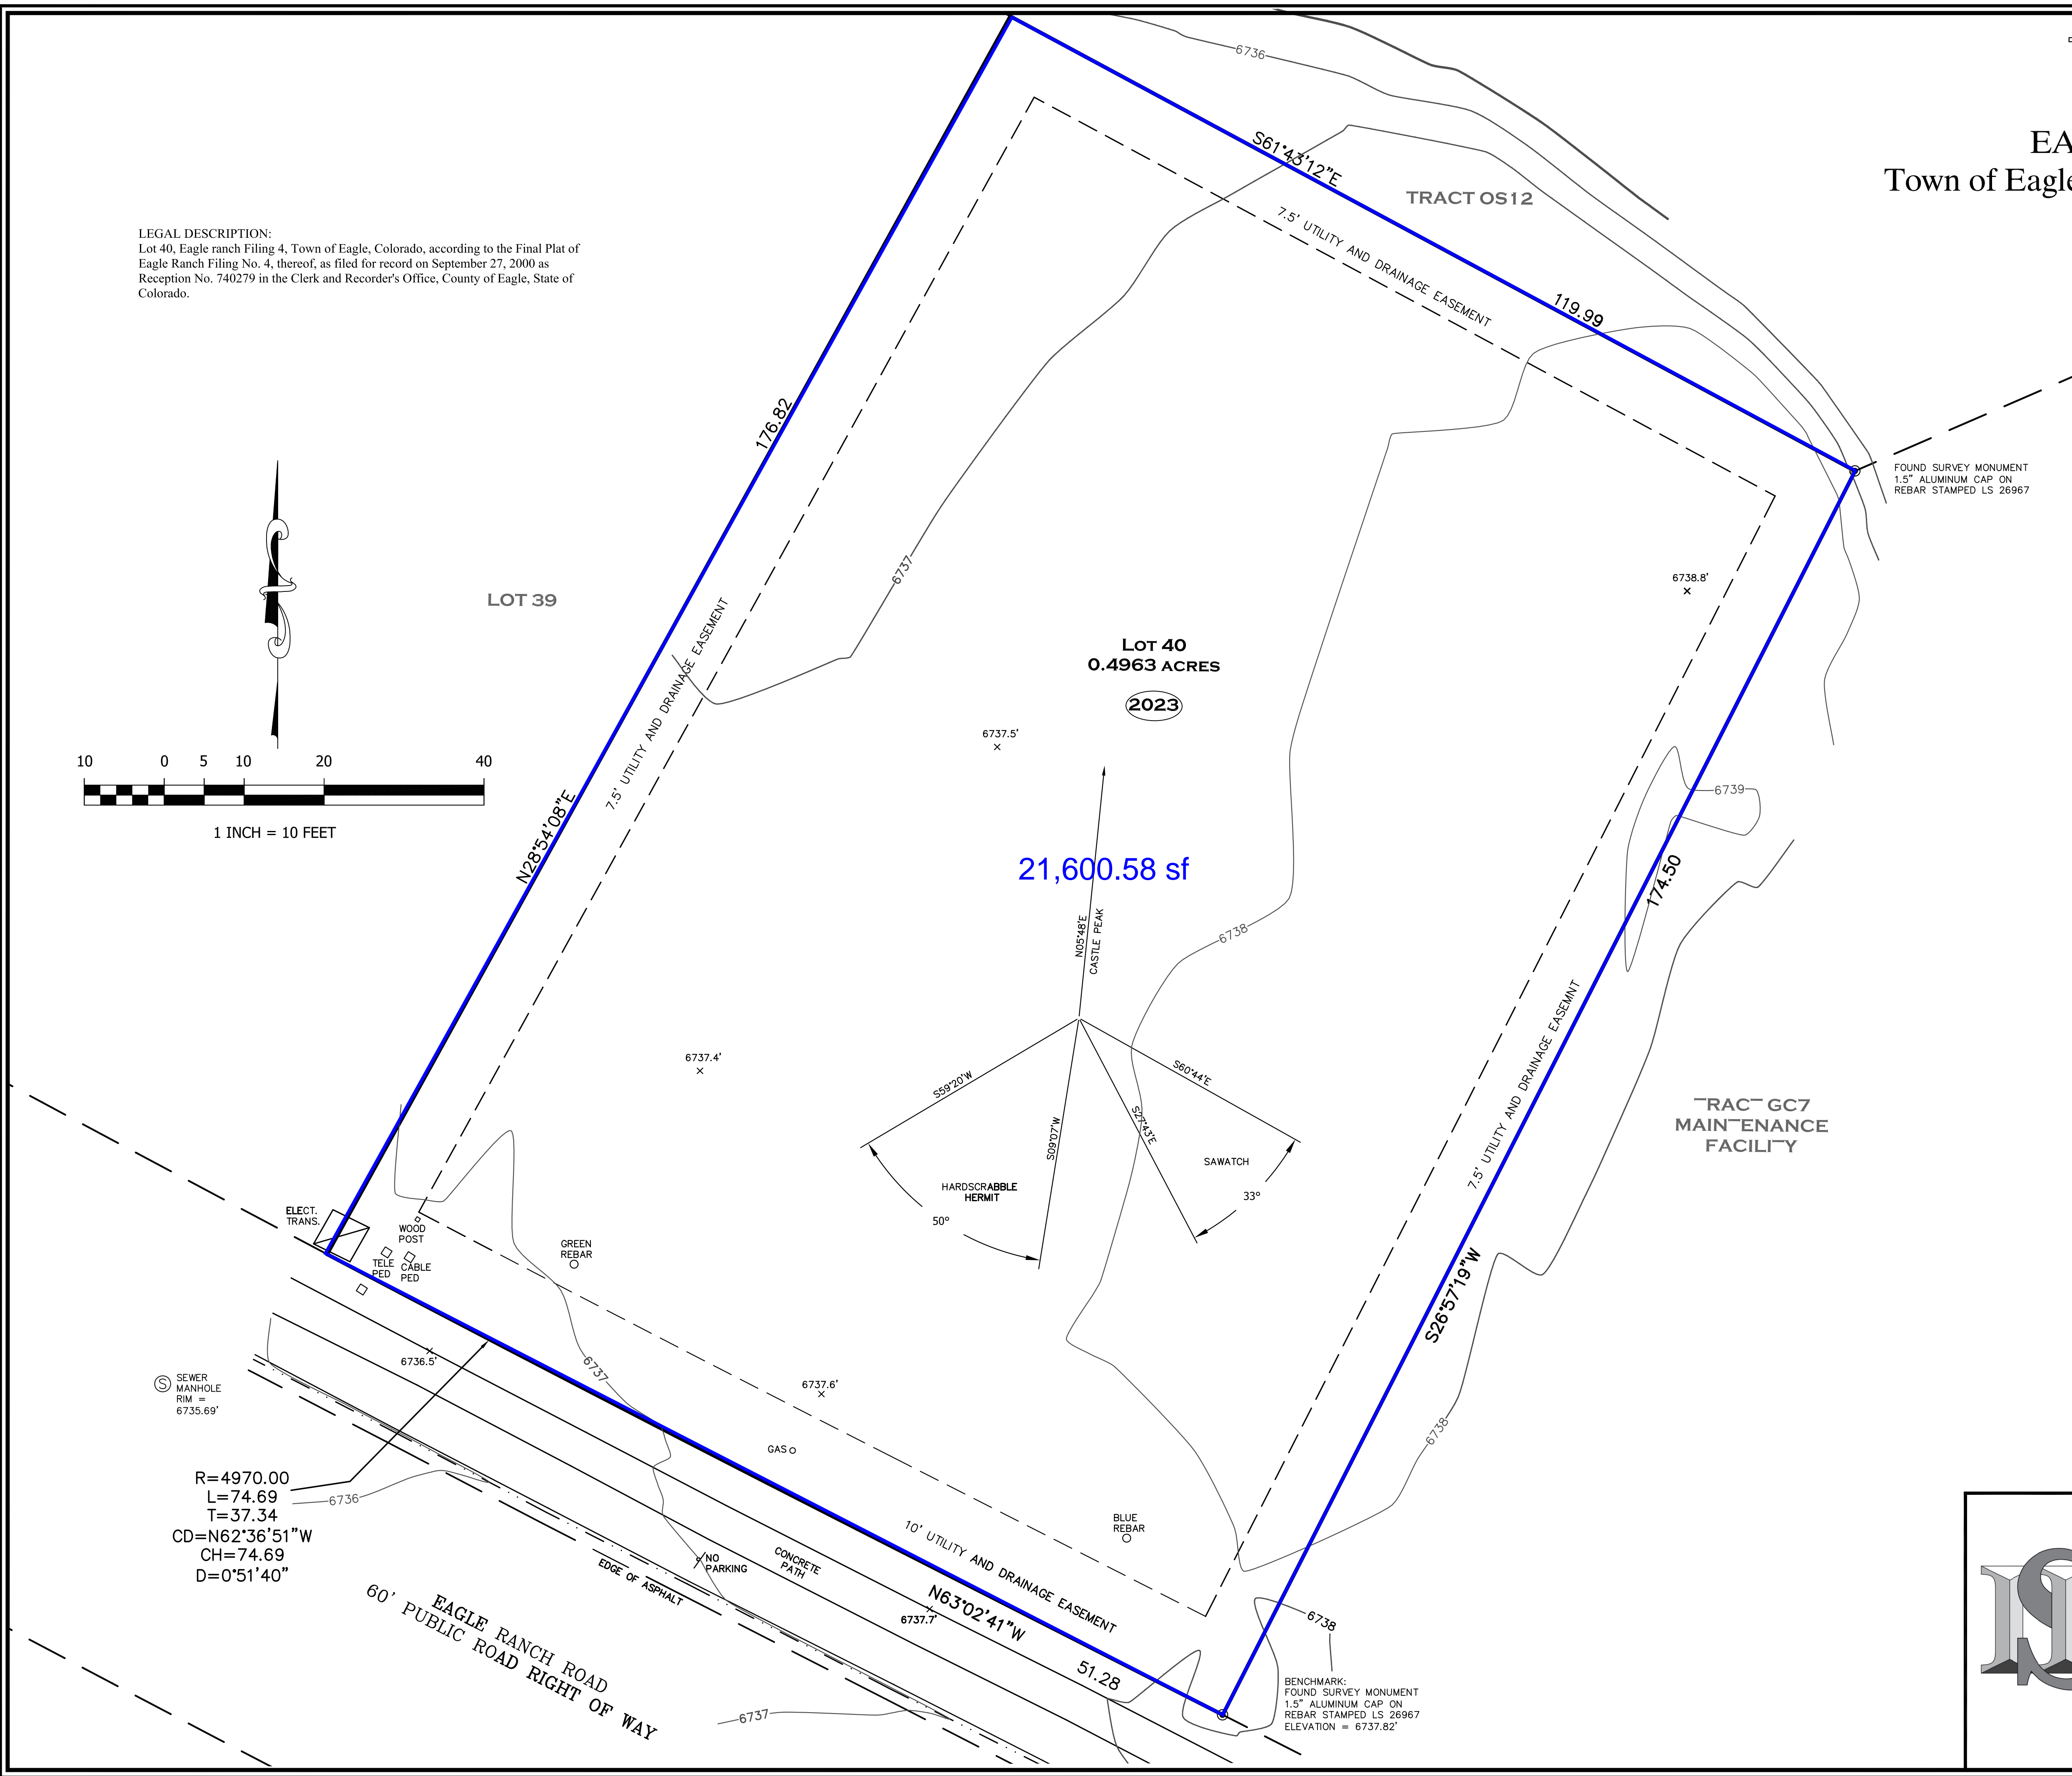 EA
Town of Eagle
LEGAL DESCRIPTION:
Lot 40, Eagle ranch Filing 4, Town of Eagle, Colorado, according to the Final Plat of
Eagle Ranch Filing No. 4, thereof, as filed for record on September 27, 2000 as
Reception No. 740279 in the Clerk and Recorder's Office, County of Eagle, State of
Colorado.
6736
S61°43'12"E
TRACT OS12
7.5' UTILITY AND DRAINAGE EASEMENT
119.99
FOUND SURVEY MONUMENT
1.5" ALUMINUM CAP ON
REBAR STAMPED LS 26967
176.82
6737
6738.8'
LOT 39
7.5' UTILITY AND DRAINAGE EASEMENT
LOT 40
0.4963 ACRES
2023
6737.5'
10 0 5 10 20 40
1 INCH = 10 FEET
N28°54'08"E
6739
21,600.58 sf
174.50
N05°48'E
CASTLE PEAK
6738
6737.4'
S59°20'W
S09°07'W
S27°43'E
S60°44'E
SAWATCH
33°
HARDSCRABBLE
HERMIT
50°
7.5' UTILITY AND DRAINAGE EASEMNT
TRACT GC7
MAINTENANCE
FACILITY
S26°57'19"W
ELECT.
TRANS.
WOOD
POST
TELE
PED
CABLE
PED
GREEN
REBAR
6736.5'
6737
6737.6'
SEWER
MANHOLE
RIM =
6735.69'
S
GAS
6738
R=4970.00
L=74.69
T=37.34
CD=N62°36'51"W
CH=74.69
D=0°51'40"
6736
BLUE
REBAR
10' UTILITY AND DRAINAGE EASEMENT
NO
PARKING
CONCRETE
PATH
EDGE OF ASPHALT
N63°02'41"W
6737.7'
51.28
EAGLE RANCH ROAD
60' PUBLIC ROAD RIGHT OF WAY
6737
6738
BENCHMARK:
FOUND SURVEY MONUMENT
1.5" ALUMINUM CAP ON
REBAR STAMPED LS 26967
ELEVATION = 6737.82'